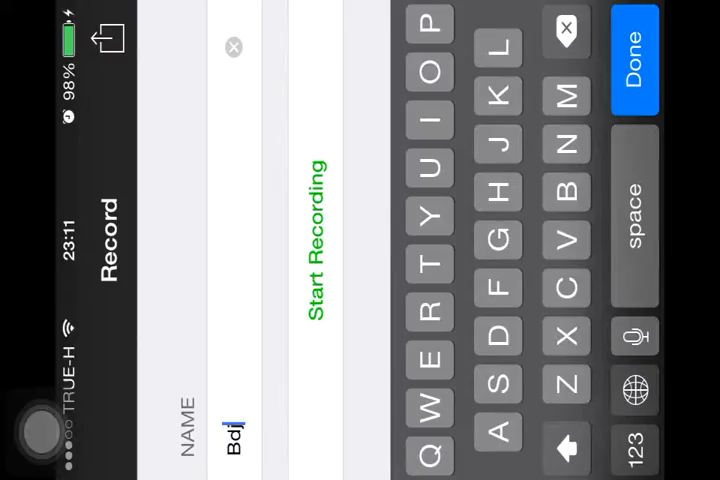 TRUE-H 23:11 98%
Record
NAME
Bdj
Start Recording
Q W E R T Y U I O P
A S D F G H J K L
Z X C V B N M
123 space Done